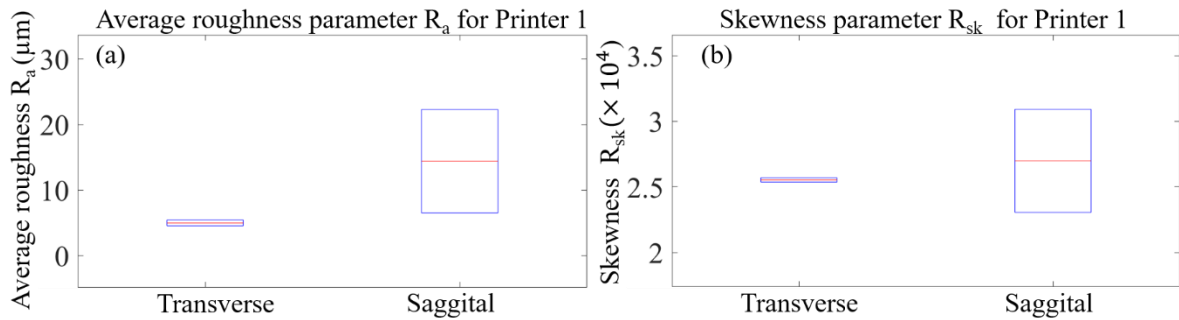 Average roughness parameter Ra for Printer 1
(a)
Average roughness Ra (μm)
30
20
10
0
Transverse Saggital
Skewness parameter Rsk for Printer 1
(b)
Skewness Rsk (× 10⁴)
3.5
3
2.5
2
Transverse Saggital